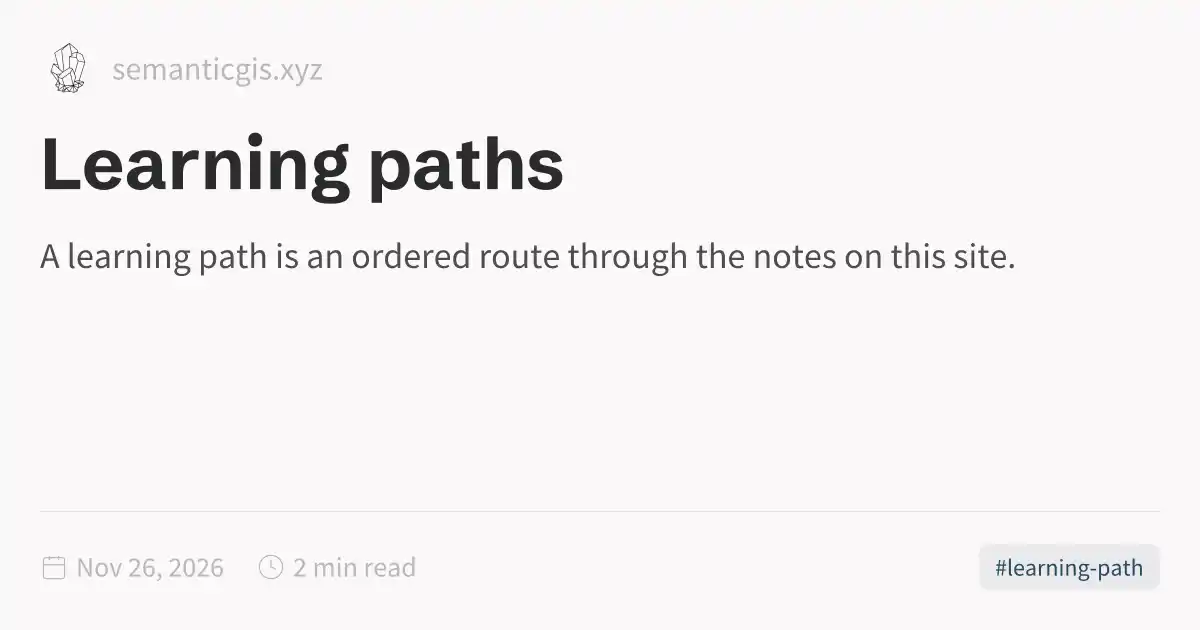 semanticgis.xyz
Learning paths
A learning path is an ordered route through the notes on this site.
Nov 26, 2026 2 min read #learning-path